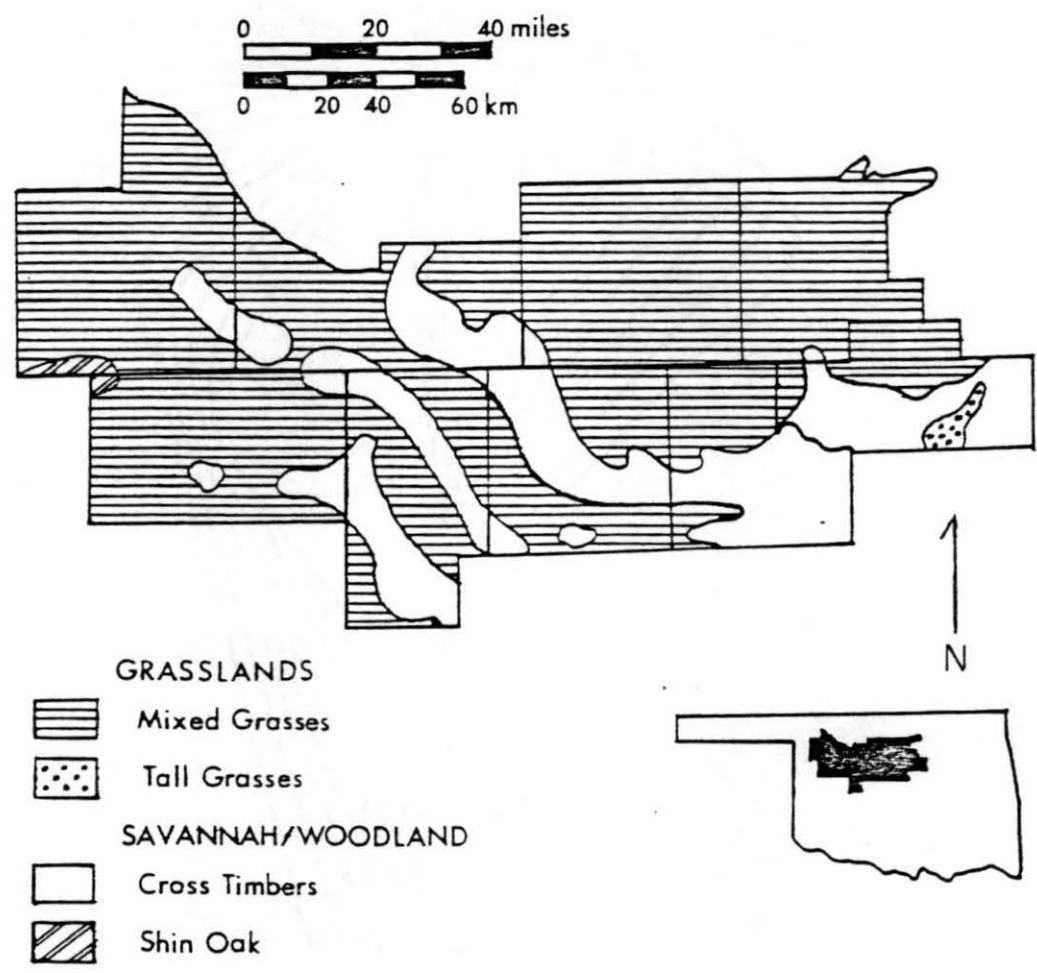 0 20 40 miles
0 20 40 60 km
N
GRASSLANDS
Mixed Grasses
Tall Grasses
SAVANNAH/WOODLAND
Cross Timbers
Shin Oak